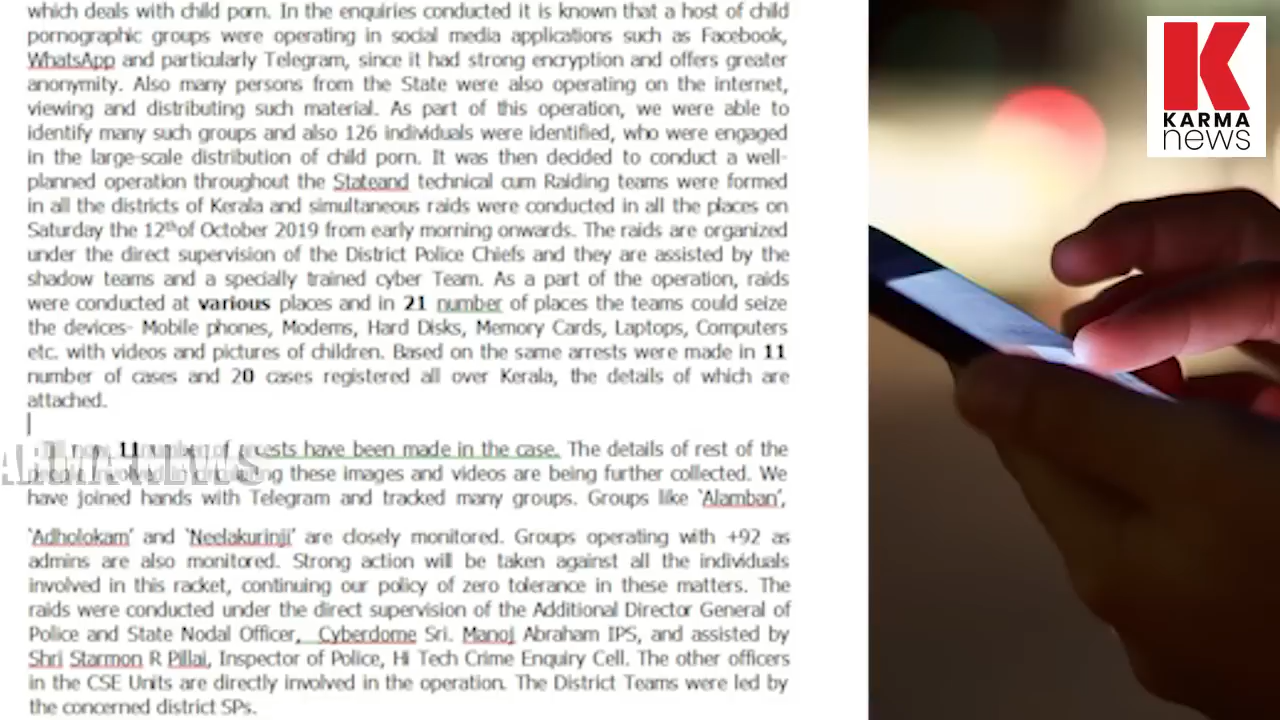 which deals with child porn. In the enquiries conducted it is known that a host of child
pornographic groups were operating in social media applications such as Facebook,
WhatsApp and particularly Telegram, since it had strong encryption and offers greater
anonymity. Also many persons from the State were also operating on the internet,
viewing and distributing such material. As part of this operation, we were able to
identify many such groups and also 126 individuals were identified, who were engaged
in the large-scale distribution of child porn. It was then decided to conduct a well-
planned operation throughout the Stateand technical cum Raiding teams were formed
in all the districts of Kerala and simultaneous raids were conducted in all the places on
Saturday the 12thof October 2019 from early morning onwards. The raids are organized
under the direct supervision of the District Police Chiefs and they are assisted by the
shadow teams and a specially trained cyber Team. As a part of the operation, raids
were conducted at various places and in 21 number of places the teams could seize
the devices- Mobile phones, Modems, Hard Disks, Memory Cards, Laptops, Computers
etc. with videos and pictures of children. Based on the same arrests were made in 11
number of cases and 20 cases registered all over Kerala, the details of which are
attached.
11 have been made in the case. The details of rest of the
these images and videos are being further collected. We
have joined hands with Telegram and tracked many groups. Groups like 'Alamban',
'Adholokam' and 'Neelakurinji' are closely monitored. Groups operating with +92 as
admins are also monitored. Strong action will be taken against all the individuals
involved in this racket, continuing our policy of zero tolerance in these matters. The
raids were conducted under the direct supervision of the Additional Director General of
Police and State Nodal Officer, Cyberdome Sri. Manoj Abraham IPS, and assisted by
Shri Starmon R Pillai, Inspector of Police, Hi Tech Crime Enquiry Cell. The other officers
in the CSE Units are directly involved in the operation. The District Teams were led by
the concerned district SPs.
ARMA NEWS
K
KARMA
news